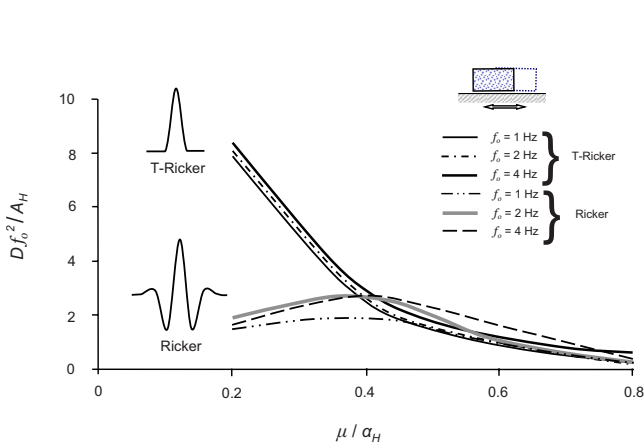 10
8
6
4
2
0
D f_o^2 / A_H
T-Ricker
Ricker
f_o = 1 Hz
f_o = 2 Hz
f_o = 4 Hz
T-Ricker
f_o = 1 Hz
f_o = 2 Hz
f_o = 4 Hz
Ricker
0 0.2 0.4 0.6 0.8
μ / α_H